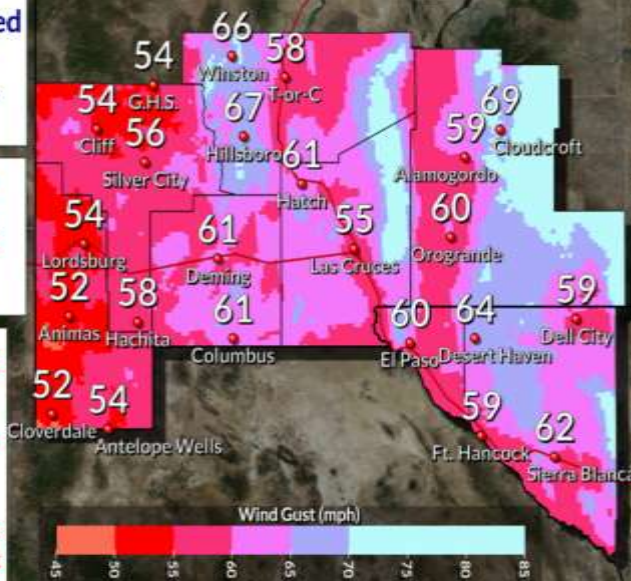 ed
66
Winston
58
T-or-C
54
G.H.S.
54
Cliff
56
Silver City
67
Hillsboro
61
Hatch
69
Cloudcroft
59
Alamogordo
54
Lordsburg
61
Deming
55
Las Cruces
60
Orogrande
52
Animas
58
Hachita
61
Columbus
60
El Paso
64
Desert Haven
59
Dell City
52
Cloverdale
54
Antelope Wells
59
Ft. Hancock
62
Sierra Blanca
Wind Gust (mph)
45 50 55 60 65 70 75 85